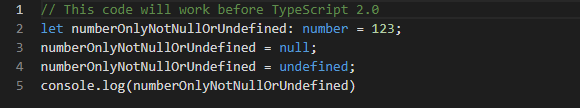 1 // This code will work before TypeScript 2.0
2 let numberOnlyNotNullOrUndefined: number = 123;
3 numberOnlyNotNullOrUndefined = null;
4 numberOnlyNotNullOrUndefined = undefined;
5 console.log(numberOnlyNotNullOrUndefined)